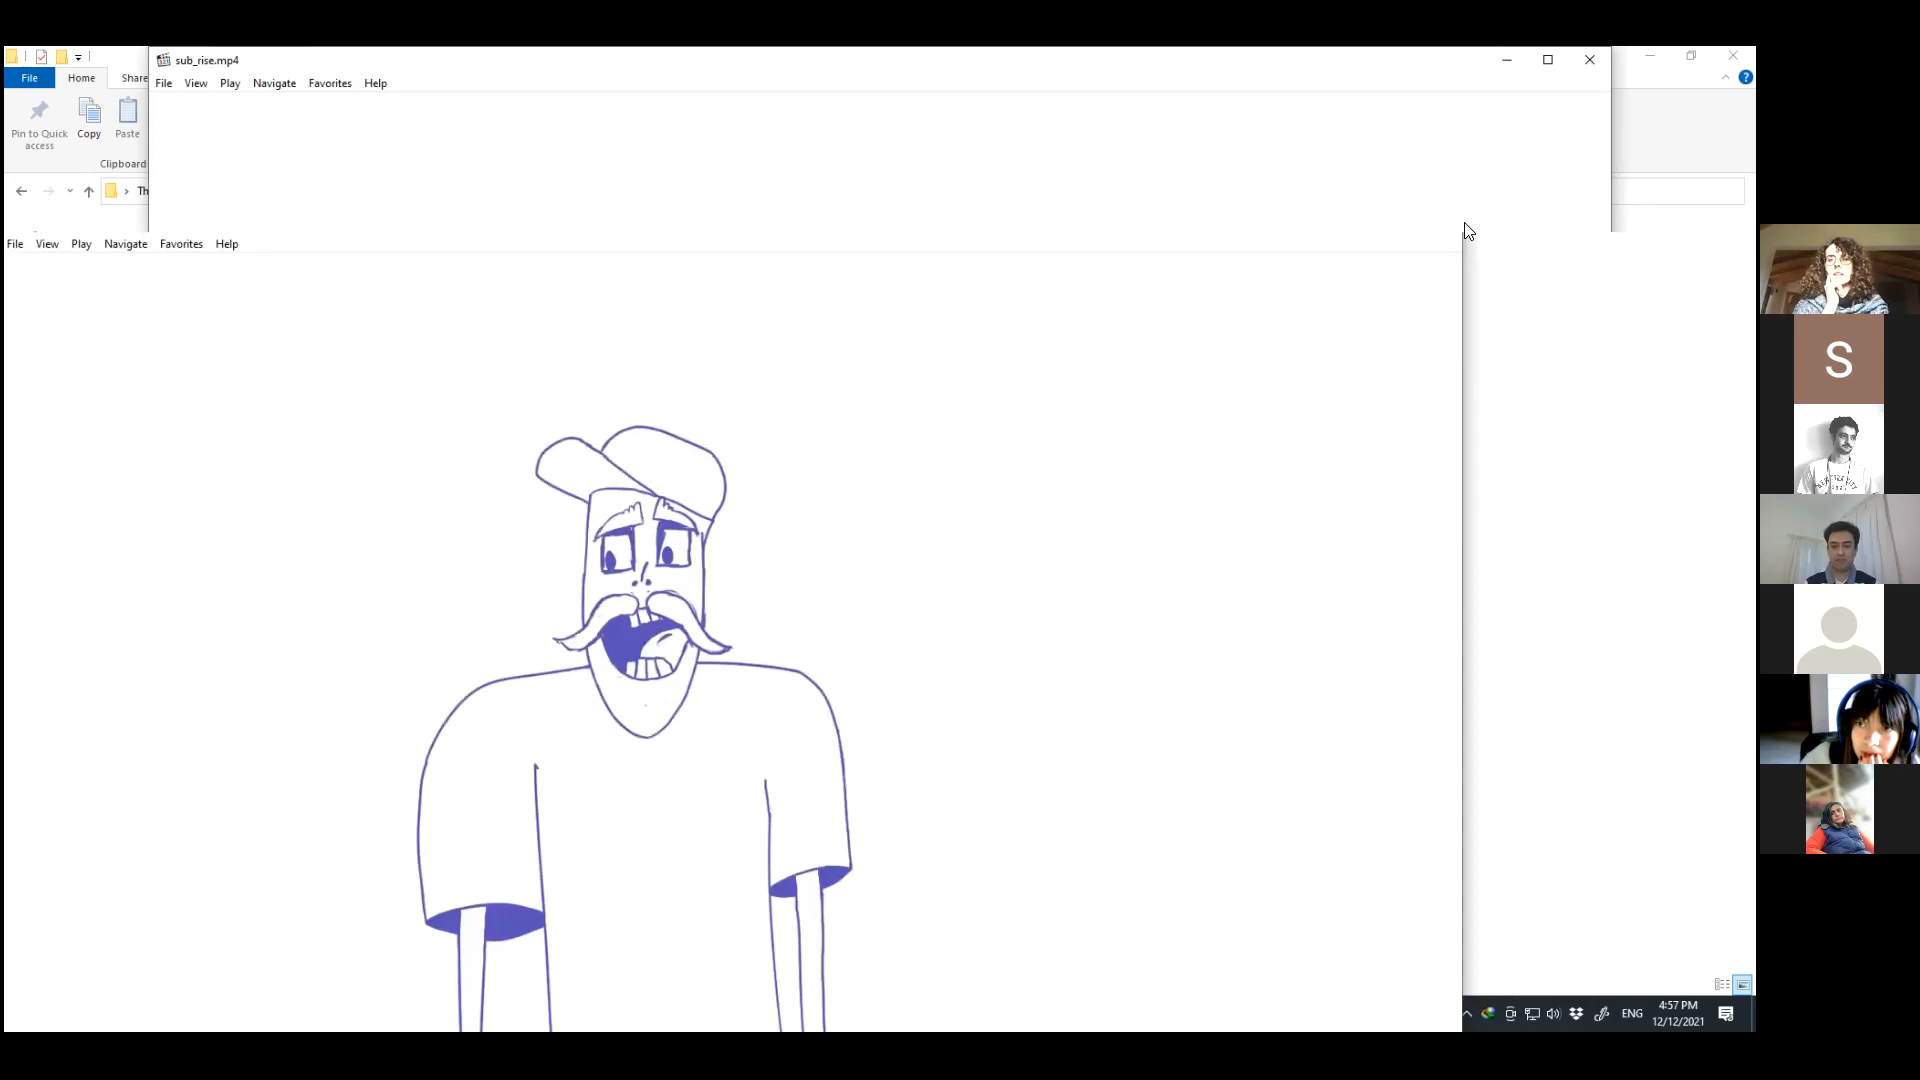 sub_rise.mp4
File Home Share
File View Play Navigate Favorites Help
Pin to Quick access
Copy
Paste
Clipboard
Th
File View Play Navigate Favorites Help
S
ENG
4:57 PM
12/12/2021